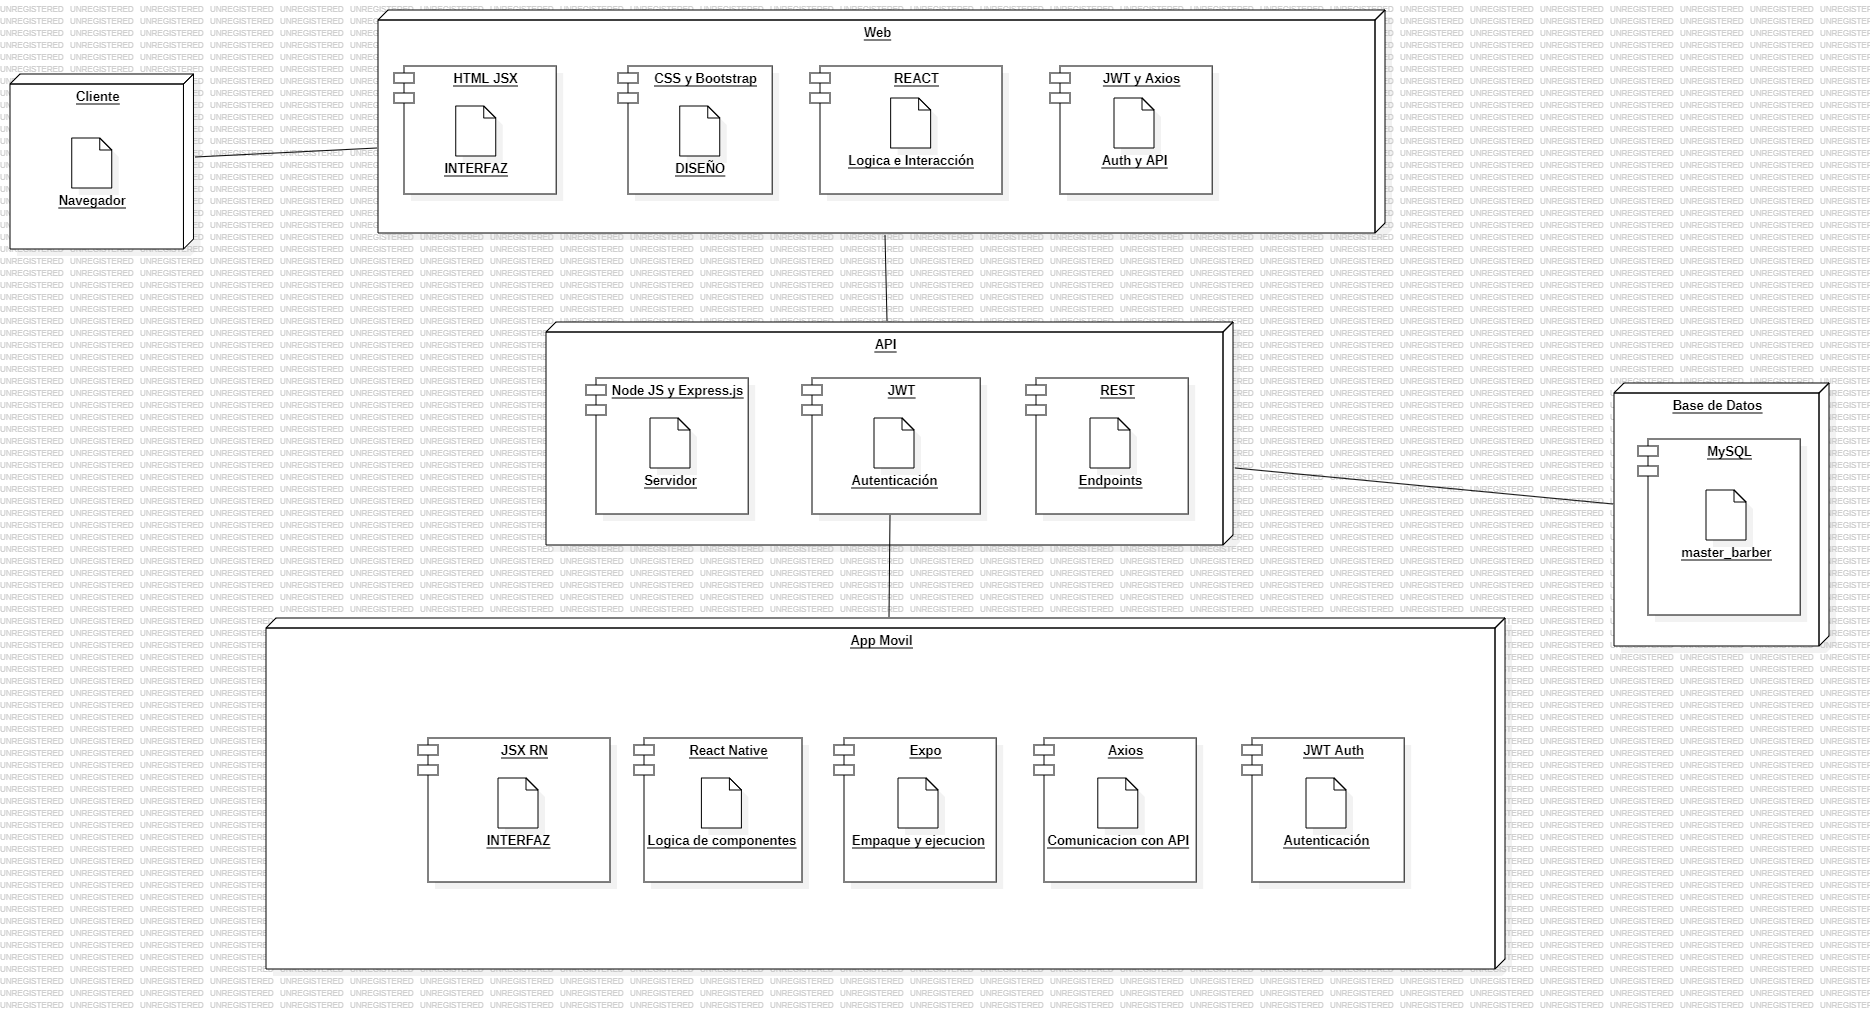 Web
HTML JSX
INTERFAZ
CSS y Bootstrap
DISEÑO
REACT
Logica e Interacción
JWT y Axios
Auth y API
Cliente
Navegador
API
Node JS y Express.js
Servidor
JWT
Autenticación
REST
Endpoints
Base de Datos
MySQL
master_barber
App Movil
JSX RN
INTERFAZ
React Native
Logica de componentes
Expo
Empaque y ejecucion
Axios
Comunicacion con API
JWT Auth
Autenticación
UNREGISTERED